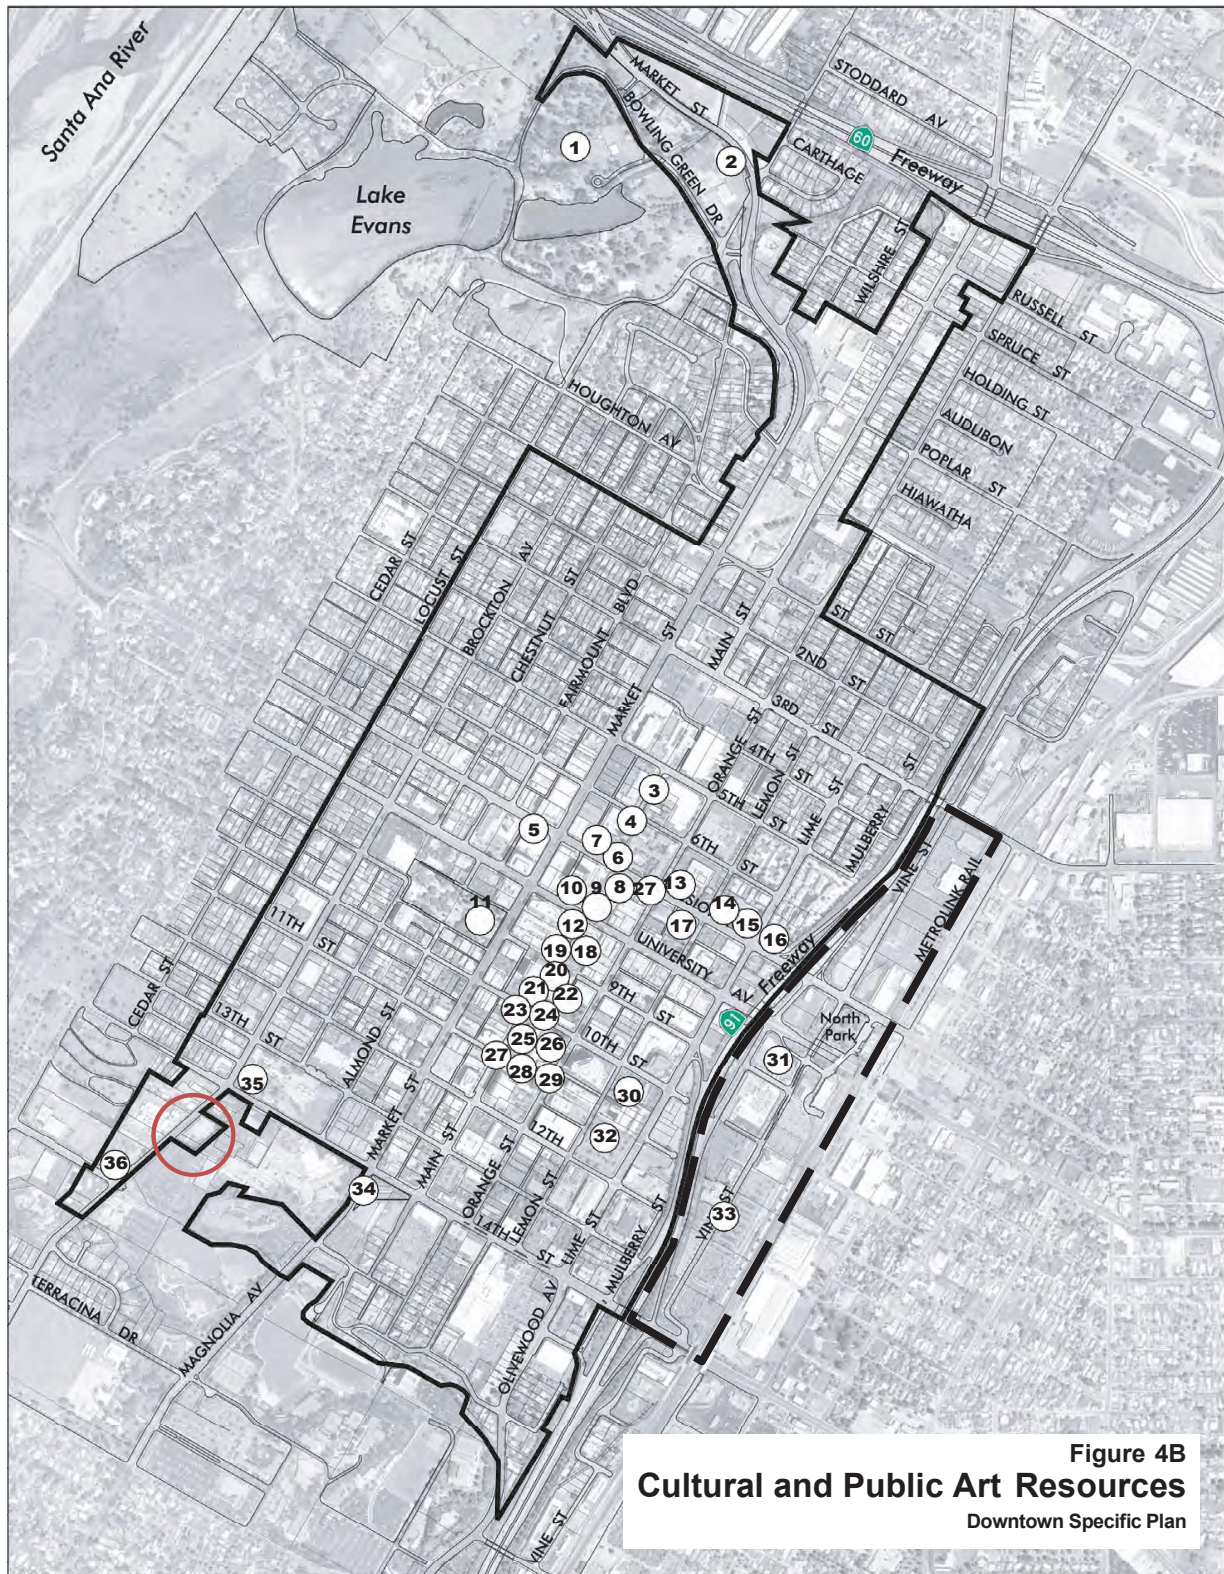 Santa Ana River
Lake
Evans
MARKET ST
BOWLING GREEN DR
STODDARD AV
CARTHAGE
60
Freeway
WILSHIRE ST
1
2
RUSSELL ST
SPRUCE ST
HOLDING ST
AUDUBON
POPLAR ST
HIAWATHA
HOUGHTON AV
CEDAR ST
LOCUST ST
BROCKTON AV
CHESTNUT ST
FAIRMOUNT BLVD
MARKET ST
MAIN ST
2ND ST
3RD ST
ST
ST
ORANGE ST
4TH ST
LEMON ST
5TH ST
LIME ST
MULBERRY ST
6TH ST
3
4
5
7
6
10
9
8
27
13
11
12
14
15
16
17
19
18
20
21
22
23
24
25
26
27
28
29
30
31
32
33
34
35
36
UNIVERSITY AV
Freeway
91
VINE ST
METROLINK RAIL
North
Park
9TH ST
10TH ST
11TH ST
12TH
13TH ST
14TH ST
CEDAR ST
ALMOND ST
MARKET ST
MAIN ST
ORANGE ST
LEMON ST
LIME ST
MULBERRY ST
VINE ST
OLIVEWOOD AV
MAGNOLIA AV
TERRACINA DR
VINE ST
Figure 4B
Cultural and Public Art Resources
Downtown Specific Plan